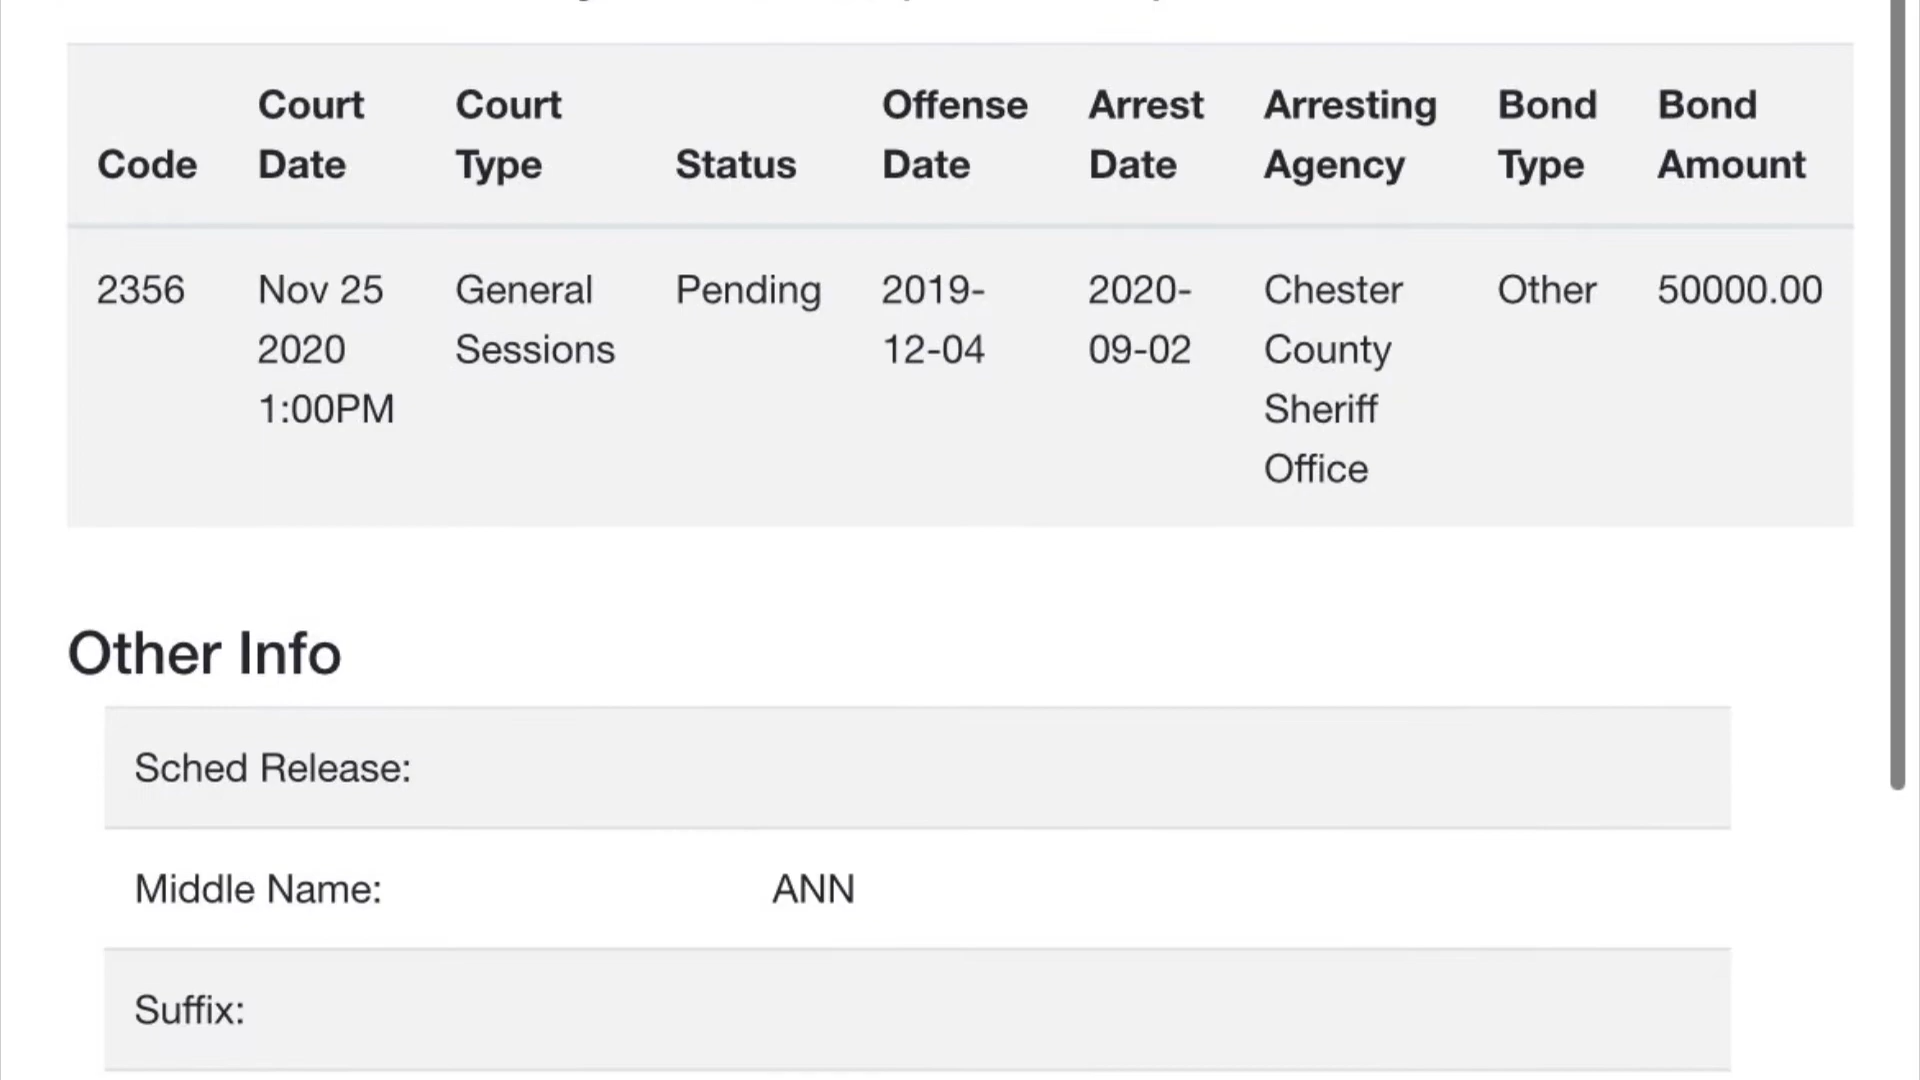 Code Court Date Court Type Status Offense Date Arrest Date Arresting Agency Bond Type Bond Amount
2356 Nov 25 2020 1:00PM General Sessions Pending 2019-12-04 2020-09-02 Chester County Sheriff Office Other 50000.00
Other Info
Sched Release:
Middle Name: ANN
Suffix: